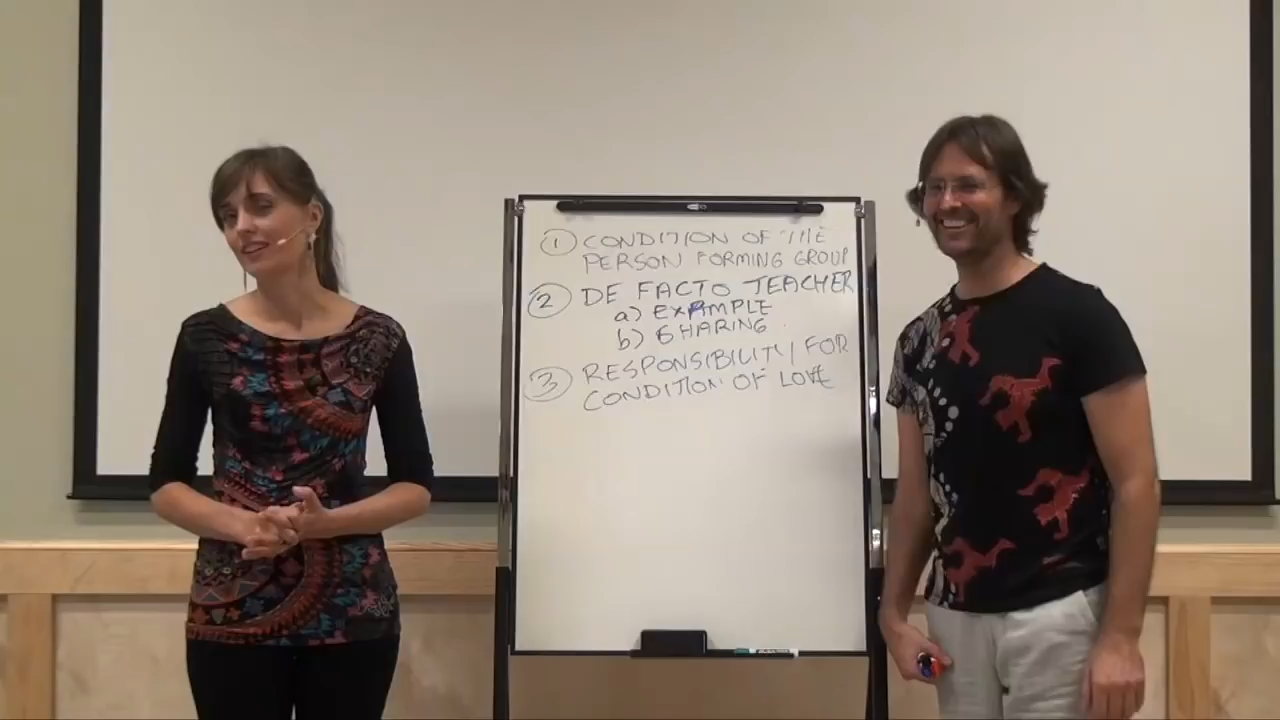 ① CONDITION OF THE
PERSON FORMING GROUP
② DE FACTO TEACHER
a) EXAMPLE
b) SHARING
③ RESPONSIBILITY FOR
CONDITION OF LOVE